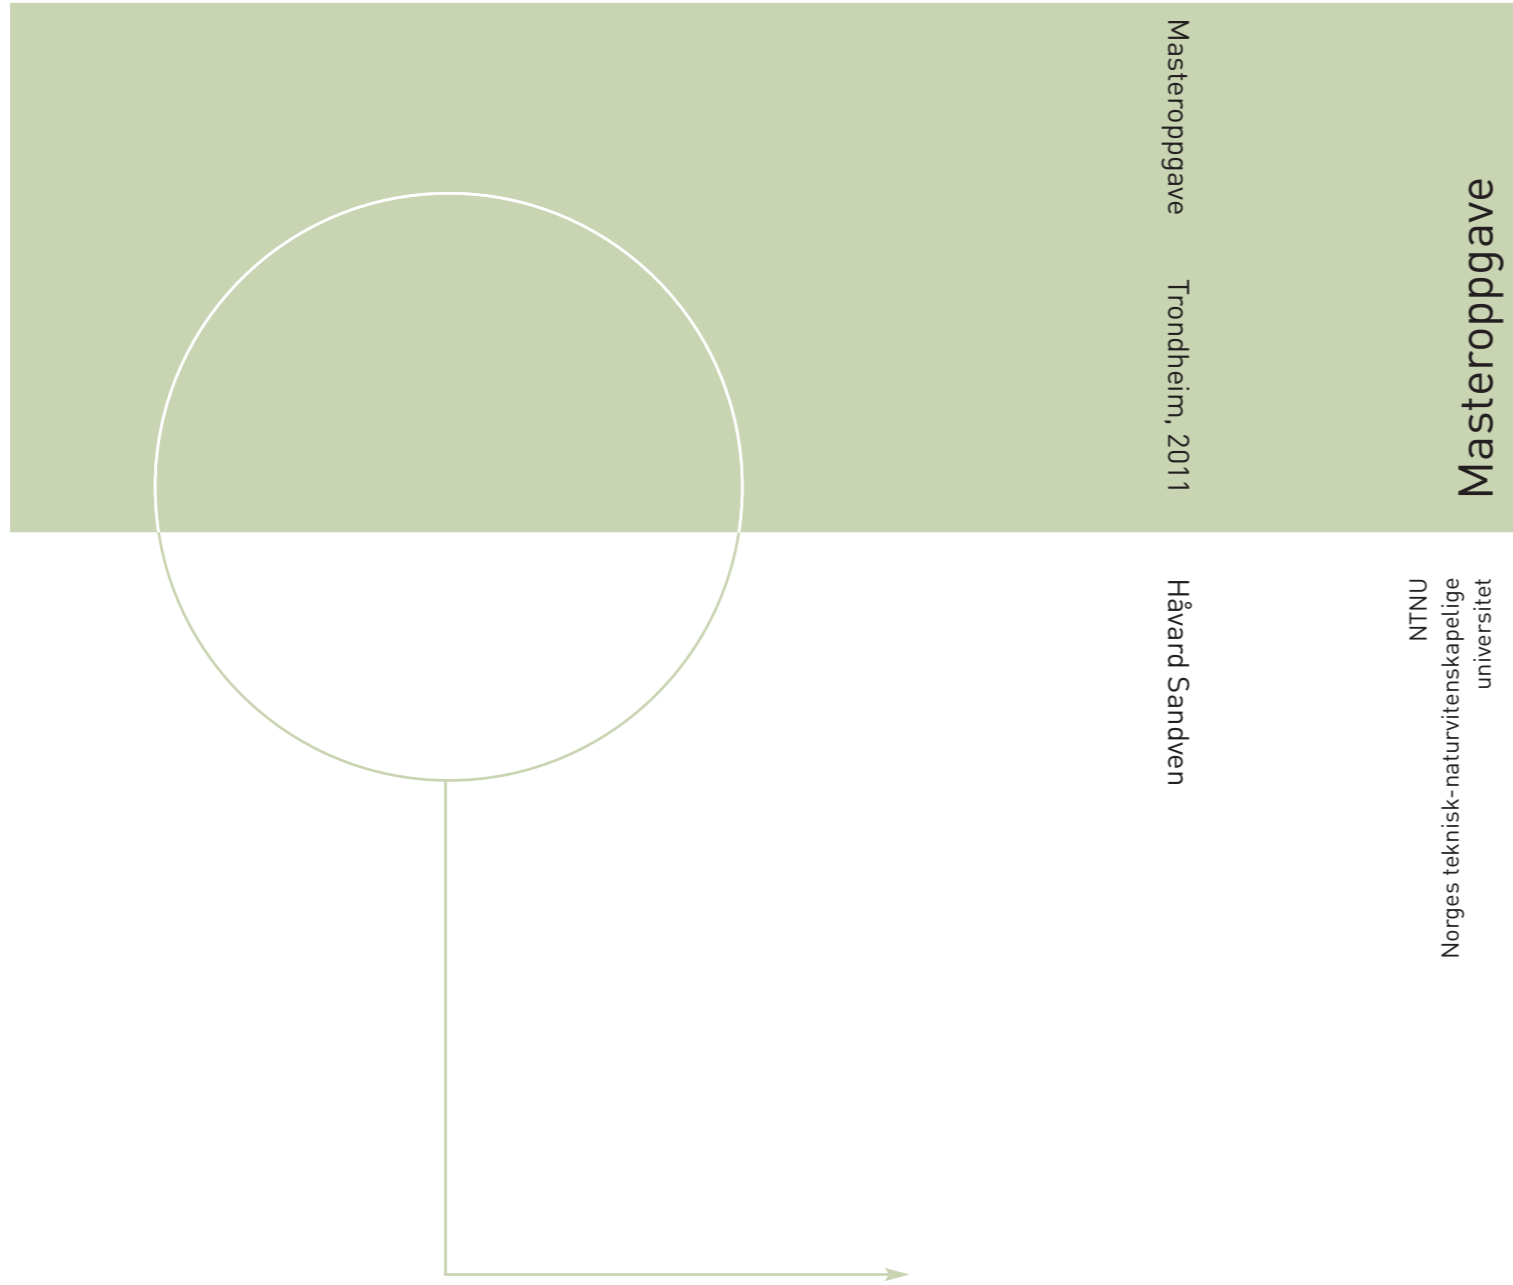 Masteroppgave
NTNU
Norges teknisk-naturvitenskapelige
universitet
Masteroppgave
Trondheim, 2011
Håvard Sandven